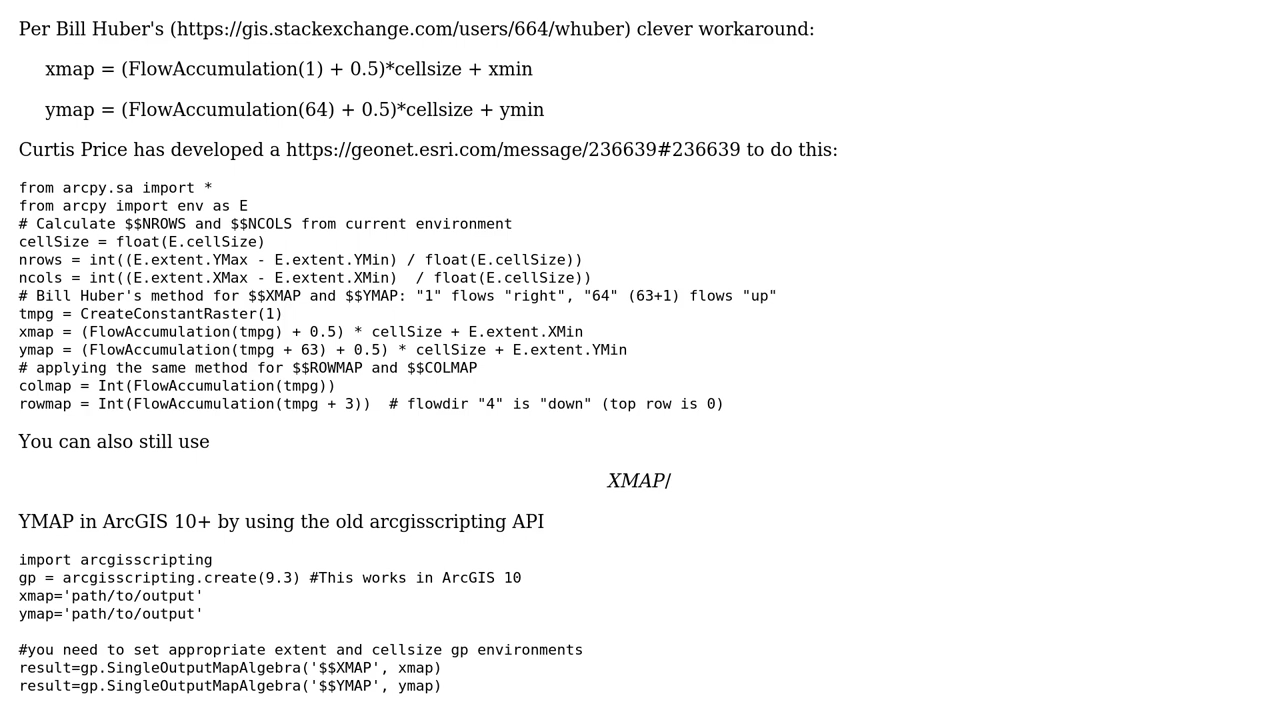 Per Bill Huber's (https://gis.stackexchange.com/users/664/whuber) clever workaround:
xmap = (FlowAccumulation(1) + 0.5)*cellsize + xmin
ymap = (FlowAccumulation(64) + 0.5)*cellsize + ymin
Curtis Price has developed a https://geonet.esri.com/message/236639#236639 to do this:
from arcpy.sa import *
from arcpy import env as E
# Calculate $$NROWS and $$NCOLS from current environment
cellSize = float(E.cellSize)
nrows = int((E.extent.YMax - E.extent.YMin) / float(E.cellSize))
ncols = int((E.extent.XMax - E.extent.XMin)  / float(E.cellSize))
# Bill Huber's method for $$XMAP and $$YMAP: "1" flows "right", "64" (63+1) flows "up"
tmpg = CreateConstantRaster(1)
xmap = (FlowAccumulation(tmpg) + 0.5) * cellSize + E.extent.XMin
ymap = (FlowAccumulation(tmpg + 63) + 0.5) * cellSize + E.extent.YMin
# applying the same method for $$ROWMAP and $$COLMAP
colmap = Int(FlowAccumulation(tmpg))
rowmap = Int(FlowAccumulation(tmpg + 3))  # flowdir "4" is "down" (top row is 0)
You can also still use
XMAP/
YMAP in ArcGIS 10+ by using the old arcgisscripting API
import arcgisscripting
gp = arcgisscripting.create(9.3) #This works in ArcGIS 10
xmap='path/to/output'
ymap='path/to/output'
#you need to set appropriate extent and cellsize gp environments
result=gp.SingleOutputMapAlgebra('$$XMAP', xmap)
result=gp.SingleOutputMapAlgebra('$$YMAP', ymap)